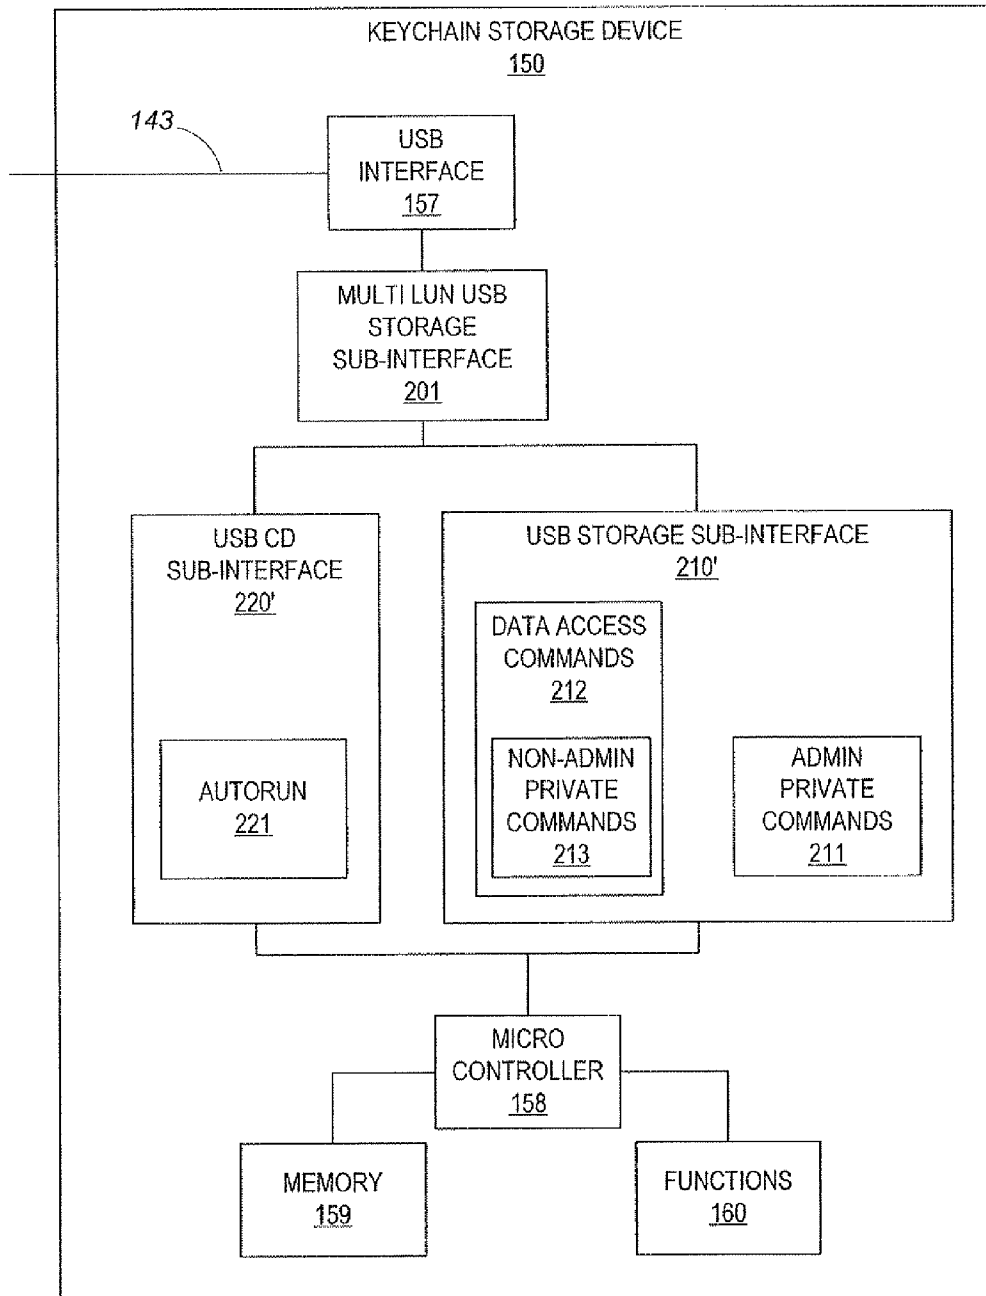 KEYCHAIN STORAGE DEVICE
150
143
USB
INTERFACE
157
MULTI LUN USB
STORAGE
SUB-INTERFACE
201
USB CD
SUB-INTERFACE
220'
AUTORUN
221
USB STORAGE SUB-INTERFACE
210'
DATA ACCESS
COMMANDS
212
NON-ADMIN
PRIVATE
COMMANDS
213
ADMIN
PRIVATE
COMMANDS
211
MICRO
CONTROLLER
158
MEMORY
159
FUNCTIONS
160